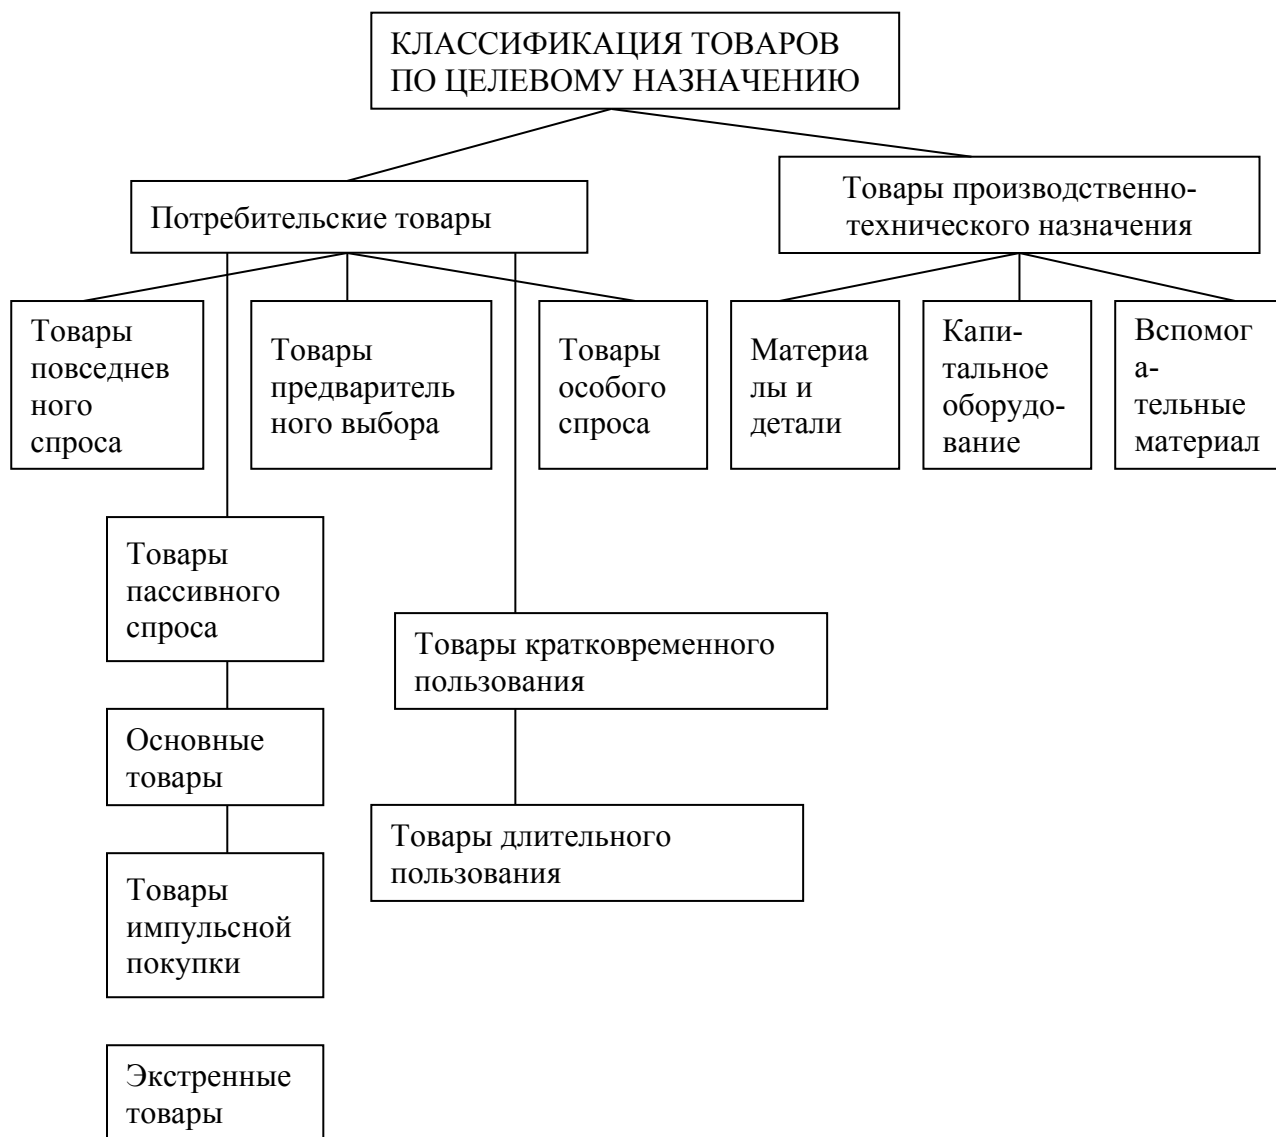 КЛАССИФИКАЦИЯ ТОВАРОВ
ПО ЦЕЛЕВОМУ НАЗНАЧЕНИЮ
Потребительские товары
Товары производственно-
технического назначения
Товары
повседнев
ного
спроса
Товары
предваритель
ного выбора
Товары
особого
спроса
Материа
лы и
детали
Капи-
тальное
оборудо-
вание
Вспомог
а-
тельные
материал
Товары
пассивного
спроса
Товары кратковременного
пользования
Основные
товары
Товары длительного
пользования
Товары
импульсной
покупки
Экстренные
товары